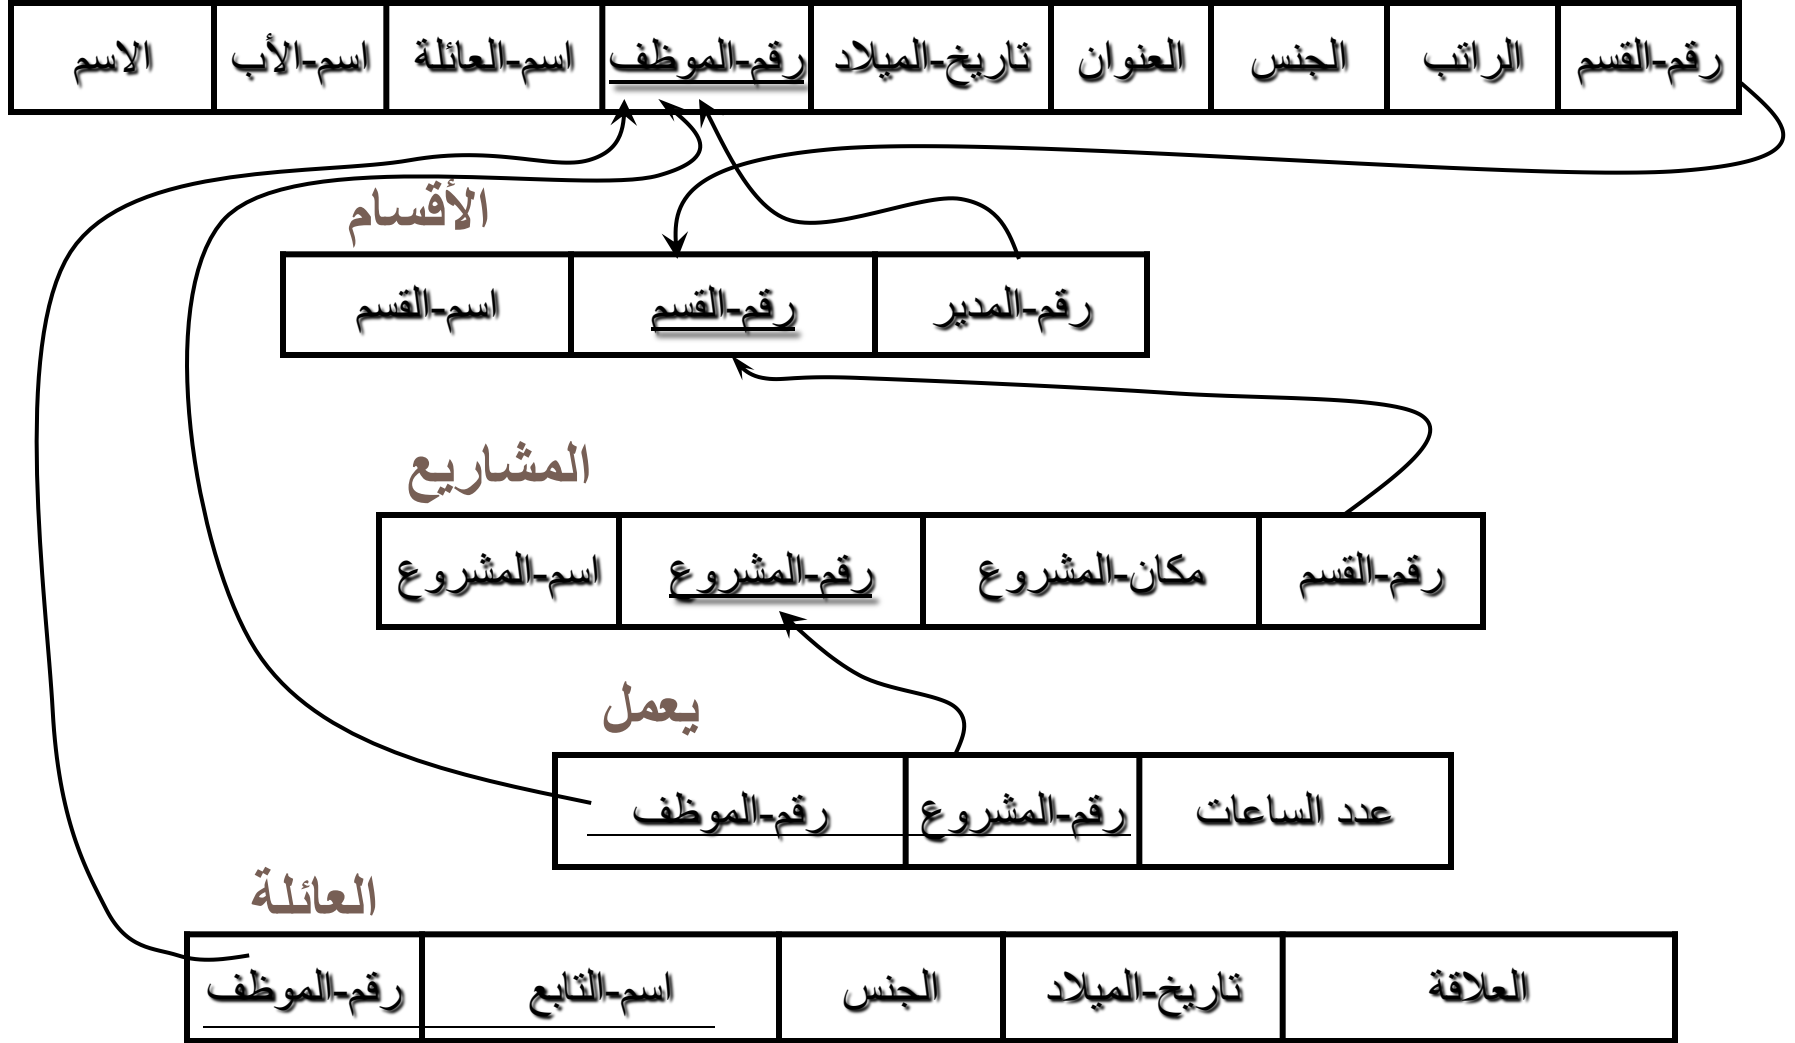 رقم-القسم الراتب الجنس العنوان تاريخ-الميلاد رقم-الموظف اسم-العائلة اسم-الأب الاسم
الأقسام
رقم-المدير رقم-القسم اسم-القسم
المشاريع
رقم-القسم مكان-المشروع رقم-المشروع اسم-المشروع
يعمل
عدد الساعات رقم-المشروع رقم-الموظف
العائلة
العلاقة تاريخ-الميلاد الجنس اسم-التابع رقم-الموظف